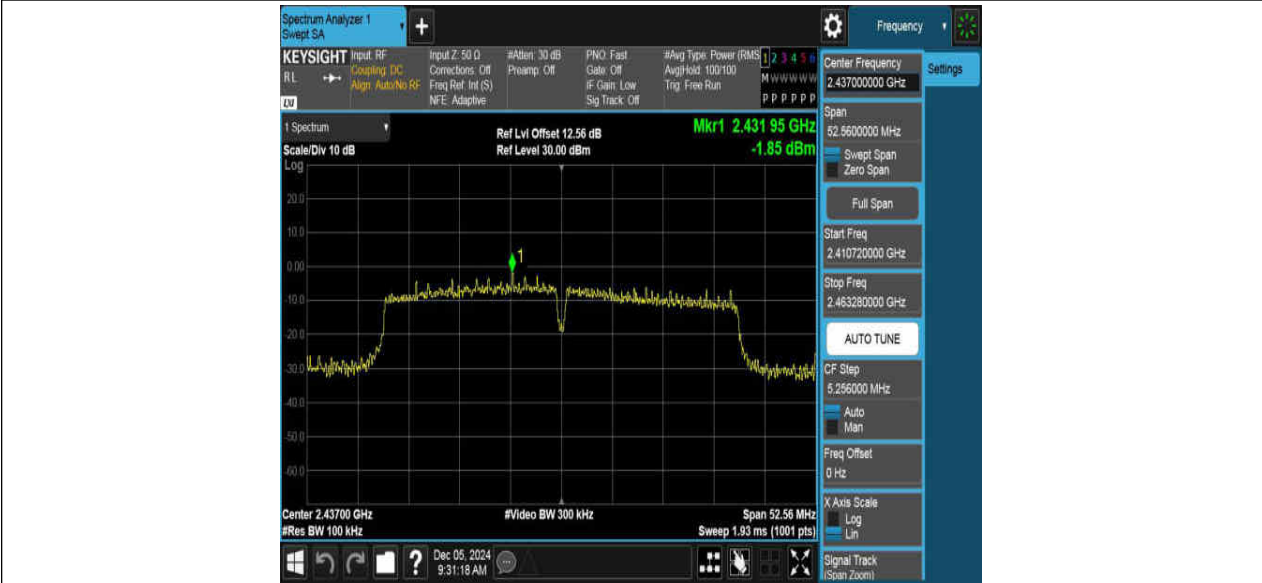 Spectrum Analyzer 1
Swept SA
+
Frequency
KEYSIGHT
RL
LXI
Input: RF
Coupling: DC
Align: Auto/No RF
Input Z: 50 Ω
Corrections: Off
Freq Ref: Int (S)
NFE: Adaptive
#Atten: 30 dB
Preamp: Off
PNO: Fast
Gate: Off
IF Gain: Low
Sig Track: Off
#Avg Type: Power (RMS
Avg|Hold: 100/100
Trig: Free Run
1 2 3 4 5 6
M W W W W W
P P P P P P
1 Spectrum
Scale/Div 10 dB
Log
Ref Lvl Offset 12.56 dB
Ref Level 30.00 dBm
Mkr1 2.431 95 GHz
-1.85 dBm
20.0
10.0
0.00
-10.0
-20.0
-30.0
-40.0
-50.0
-60.0
1
Center 2.43700 GHz
#Res BW 100 kHz
#Video BW 300 kHz
Span 52.56 MHz
Sweep 1.93 ms (1001 pts)
Center Frequency
2.437000000 GHz
Settings
Span
52.5600000 MHz
Swept Span
Zero Span
Full Span
Start Freq
2.410720000 GHz
Stop Freq
2.463280000 GHz
AUTO TUNE
CF Step
5.256000 MHz
Auto
Man
Freq Offset
0 Hz
X Axis Scale
Log
Lin
Signal Track
(Span Zoom)
?
Dec 05, 2024
9:31:18 AM